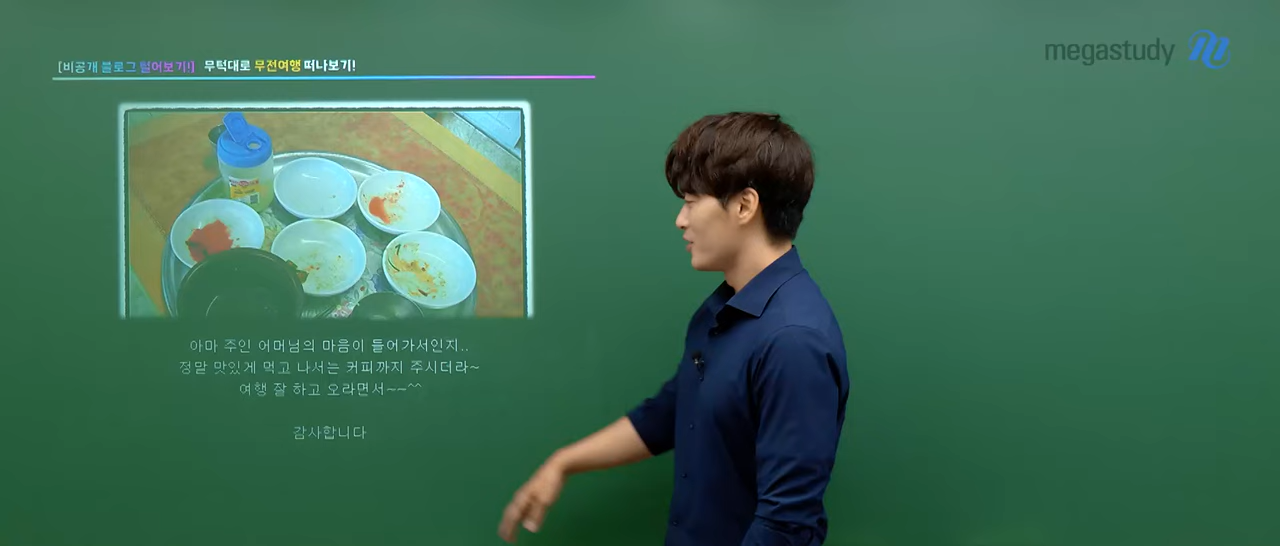 [비공개 블로그 털어보기!] 무턱대로 무전여행 떠나보기!
megastudy
아마 주인 어머님의 마음이 들어가서인지..
정말 맛있게 먹고 나서는 커피까지 주시더라~
여행 잘 하고 오라면서~~^^
감사합니다